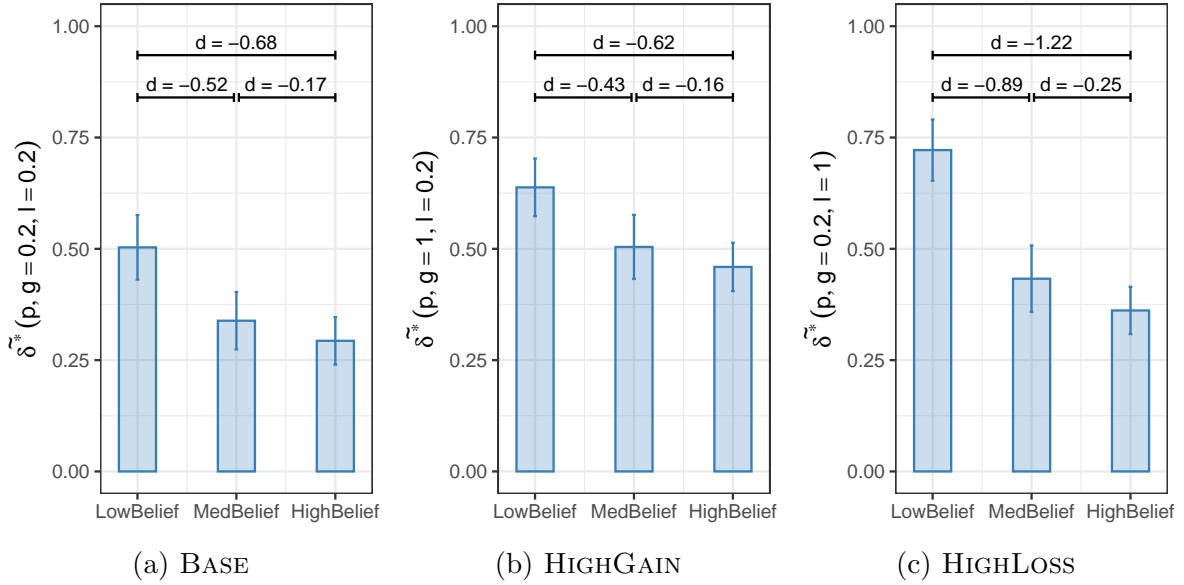 δ̃* (p, g = 0.2, l = 0.2)
1.00
0.75
0.50
0.25
0.00
d = −0.68
d = −0.52
d = −0.17
LowBelief MedBelief HighBelief
(a) BASE
δ̃* (p, g = 1, l = 0.2)
1.00
0.75
0.50
0.25
0.00
d = −0.62
d = −0.43
d = −0.16
LowBelief MedBelief HighBelief
(b) HIGHGAIN
δ̃* (p, g = 0.2, l = 1)
1.00
0.75
0.50
0.25
0.00
d = −1.22
d = −0.89
d = −0.25
LowBelief MedBelief HighBelief
(c) HIGHLOSS